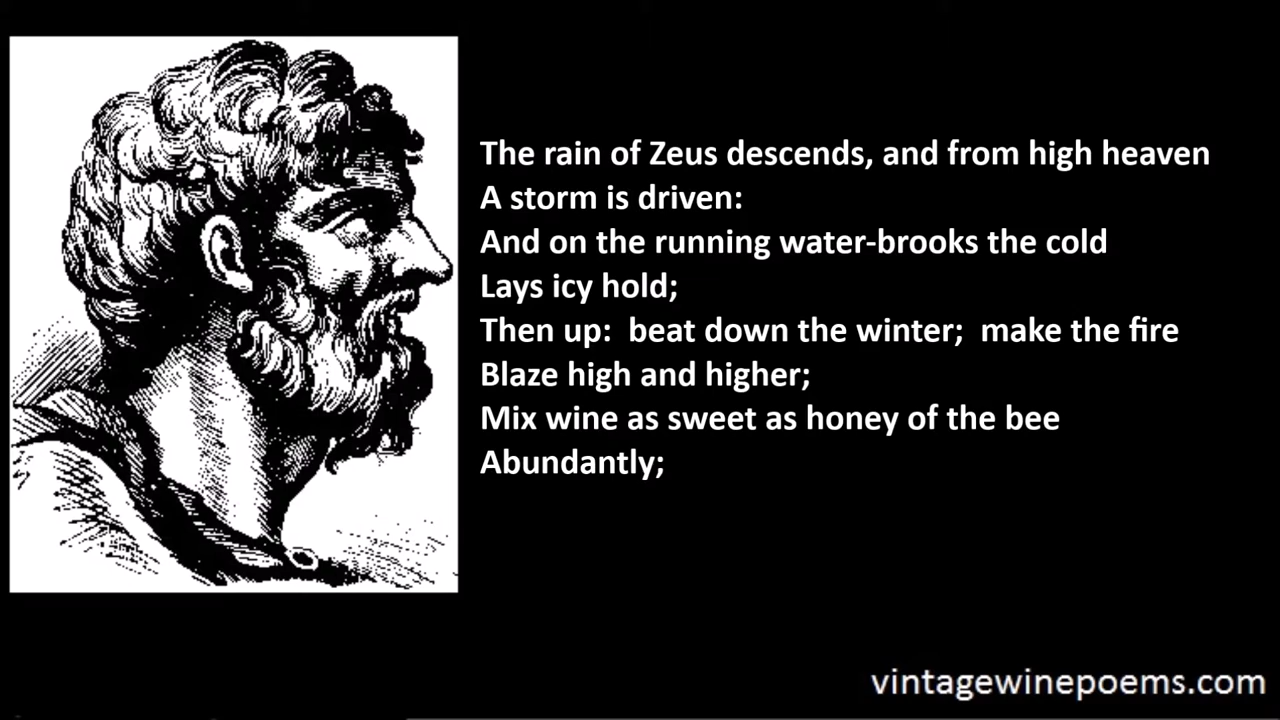 The rain of Zeus descends, and from high heaven
A storm is driven:
And on the running water-brooks the cold
Lays icy hold;
Then up:  beat down the winter;  make the fire
Blaze high and higher;
Mix wine as sweet as honey of the bee
Abundantly;
vintagewinepoems.com